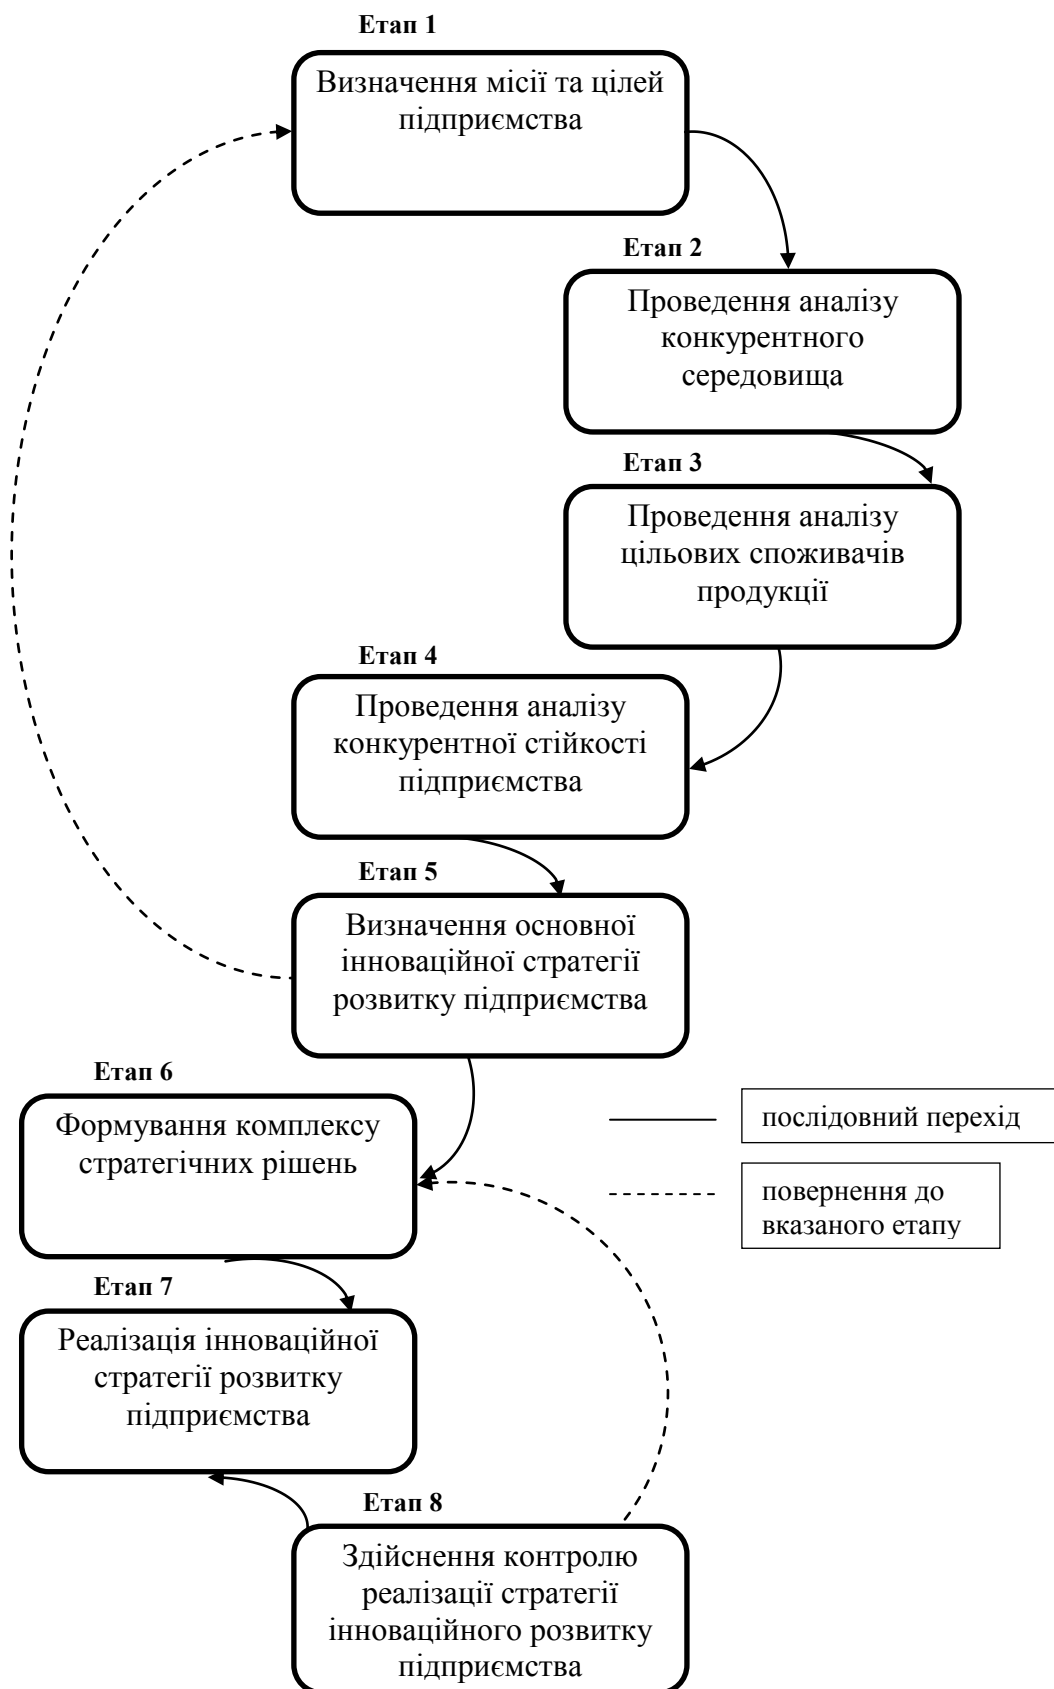 Етап 1
Визначення місії та цілей
підприємства
Етап 2
Проведення аналізу
конкурентного
середовища
Етап 3
Проведення аналізу
цільових споживачів
продукції
Етап 4
Проведення аналізу
конкурентної стійкості
підприємства
Етап 5
Визначення основної
інноваційної стратегії
розвитку підприємства
Етап 6
Формування комплексу
стратегічних рішень
послідовний перехід
повернення до
вказаного етапу
Етап 7
Реалізація інноваційної
стратегії розвитку
підприємства
Етап 8
Здійснення контролю
реалізації стратегії
інноваційного розвитку
підприємства